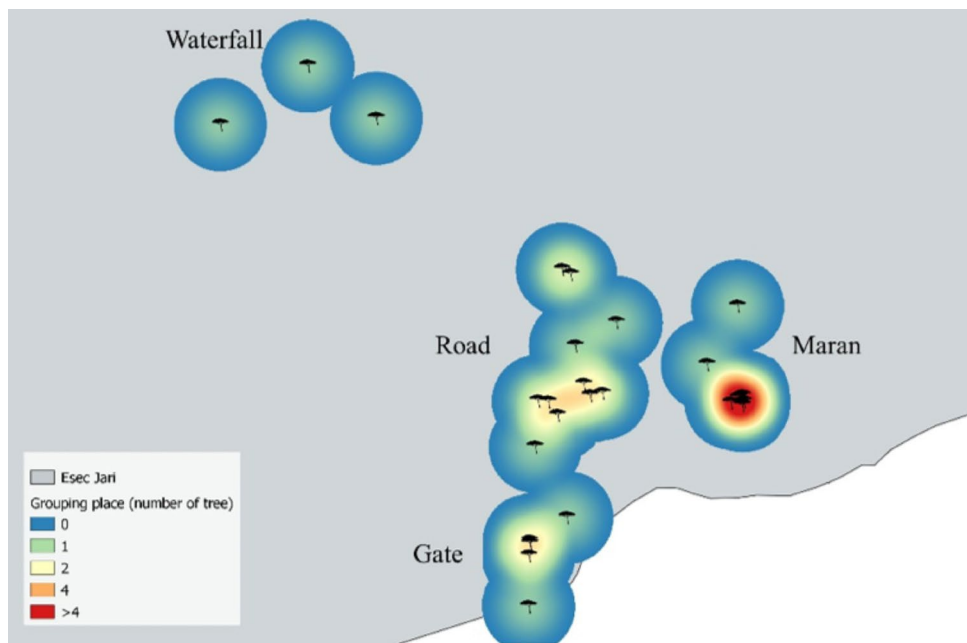 Waterfall
Road
Maran
Gate
Esec Jari
Grouping place (number of tree)
0
1
2
4
>4